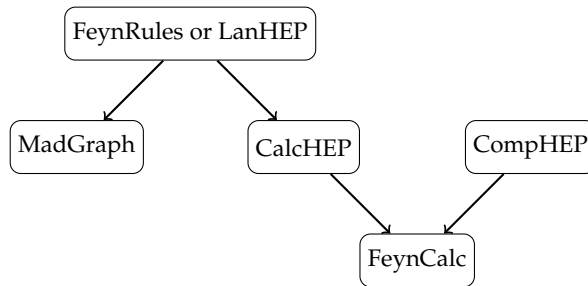 FeynRules or LanHEP
MadGraph
CalcHEP
CompHEP
FeynCalc